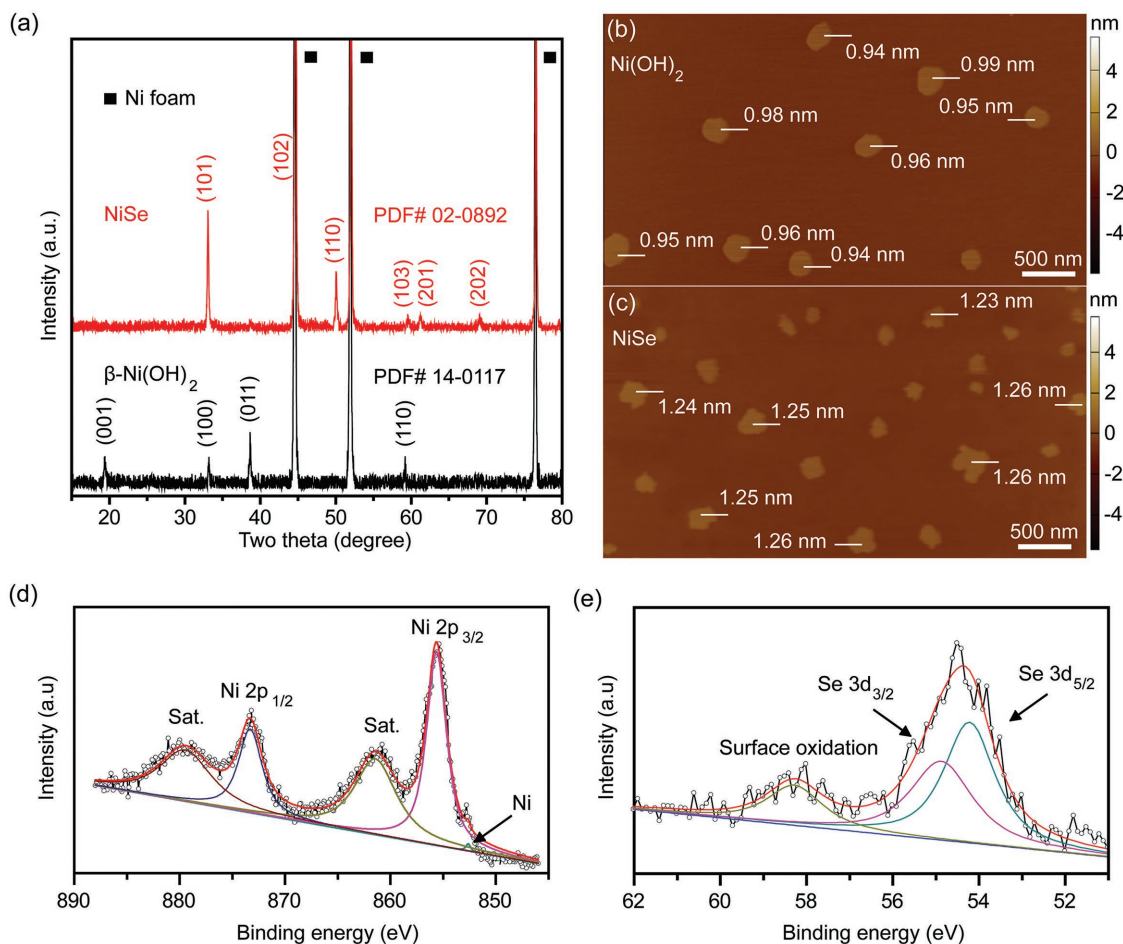 (a)
■ Ni foam
NiSe
(101)
(102)
(110)
PDF# 02-0892
(103)
(201)
(202)
β-Ni(OH)₂
PDF# 14-0117
(001)
(100)
(011)
(110)
Intensity (a.u.)
20 30 40 50 60 70 80
Two theta (degree)
(b)
Ni(OH)₂
0.94 nm
0.99 nm
0.95 nm
0.98 nm
0.96 nm
0.95 nm
0.96 nm
0.94 nm
500 nm
nm
4
2
0
-2
-4
(c)
NiSe
1.23 nm
1.26 nm
1.24 nm
1.25 nm
1.26 nm
1.25 nm
1.26 nm
500 nm
nm
4
2
0
-2
-4
(d)
Ni 2p 3/2
Ni 2p 1/2
Sat.
Sat.
Ni
Intensity (a.u)
890 880 870 860 850
Binding energy (eV)
(e)
Se 3d3/2
Se 3d5/2
Surface oxidation
Intensity (a.u)
62 60 58 56 54 52
Binding energy (eV)